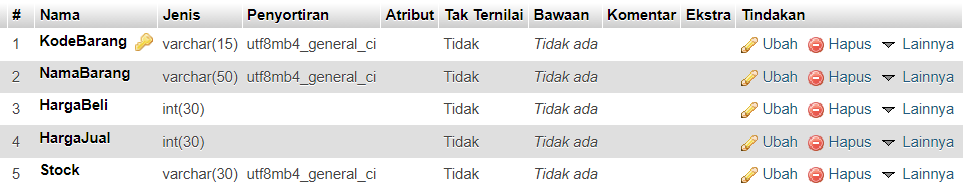 # Nama Jenis Penyortiran Atribut Tak Ternilai Bawaan Komentar Ekstra Tindakan
1 KodeBarang varchar(15) utf8mb4_general_ci Tidak Tidak ada Ubah Hapus Lainnya
2 NamaBarang varchar(50) utf8mb4_general_ci Tidak Tidak ada Ubah Hapus Lainnya
3 HargaBeli int(30) Tidak Tidak ada Ubah Hapus Lainnya
4 HargaJual int(30) Tidak Tidak ada Ubah Hapus Lainnya
5 Stock varchar(30) utf8mb4_general_ci Tidak Tidak ada Ubah Hapus Lainnya